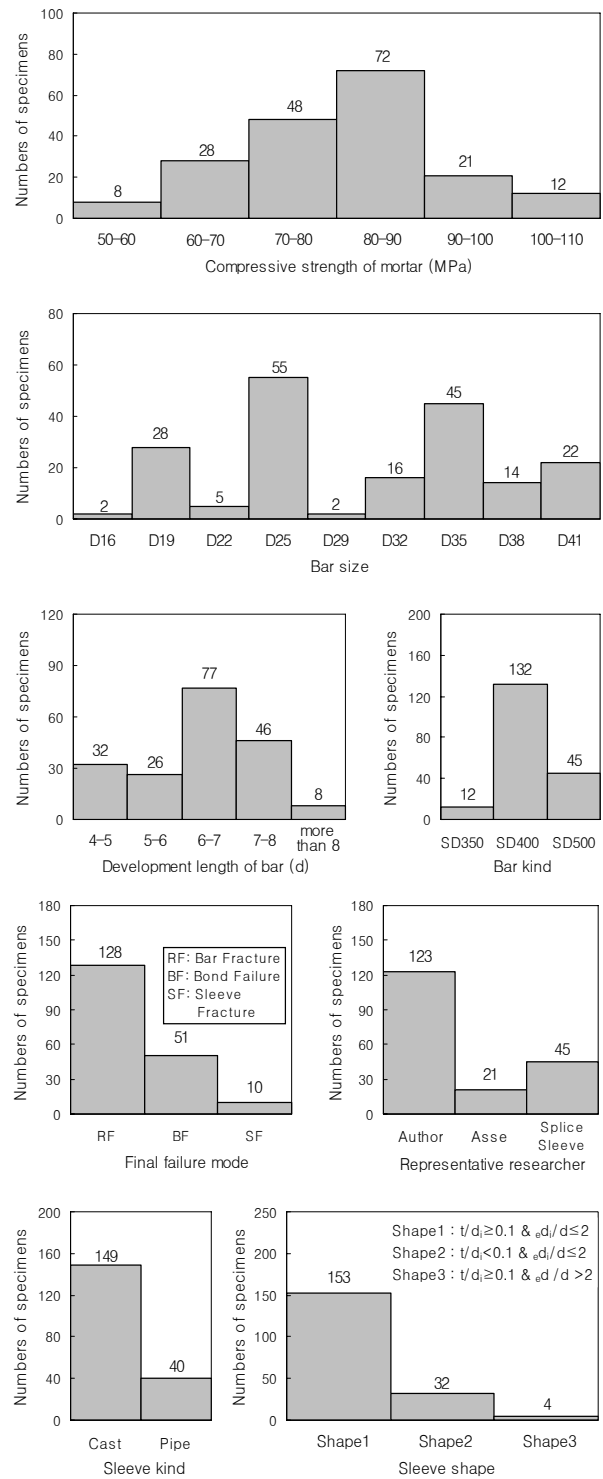 100
80
60
40
20
0
Numbers of specimens
8
28
48
72
21
12
50-60 60-70 70-80 80-90 90-100 100-110
Compressive strength of mortar (MPa)
80
60
40
20
0
Numbers of specimens
2
28
5
55
2
16
45
14
22
D16 D19 D22 D25 D29 D32 D35 D38 D41
Bar size
120
90
60
30
0
Numbers of specimens
32
26
77
46
8
4-5 5-6 6-7 7-8 more
than 8
Development length of bar (d)
200
160
120
80
40
0
Numbers of specimens
12
132
45
SD350 SD400 SD500
Bar kind
180
150
120
90
60
30
0
Numbers of specimens
128
51
10
RF: Bar Fracture
BF: Bond Failure
SF: Sleeve
Fracture
RF BF SF
Final failure mode
180
150
120
90
60
30
0
Numbers of specimens
123
21
45
Author Asse Splice
Sleeve
Representative researcher
200
160
120
80
40
0
Numbers of specimens
149
40
Cast Pipe
Sleeve kind
250
200
150
100
50
0
Numbers of specimens
Shape1 : t/dᵢ≥0.1 & ₑdᵢ/d≤2
Shape2 : t/dᵢ<0.1 & ₑdᵢ/d≤2
Shape3 : t/dᵢ≥0.1 & ₑd /d >2
153
32
4
Shape1 Shape2 Shape3
Sleeve shape